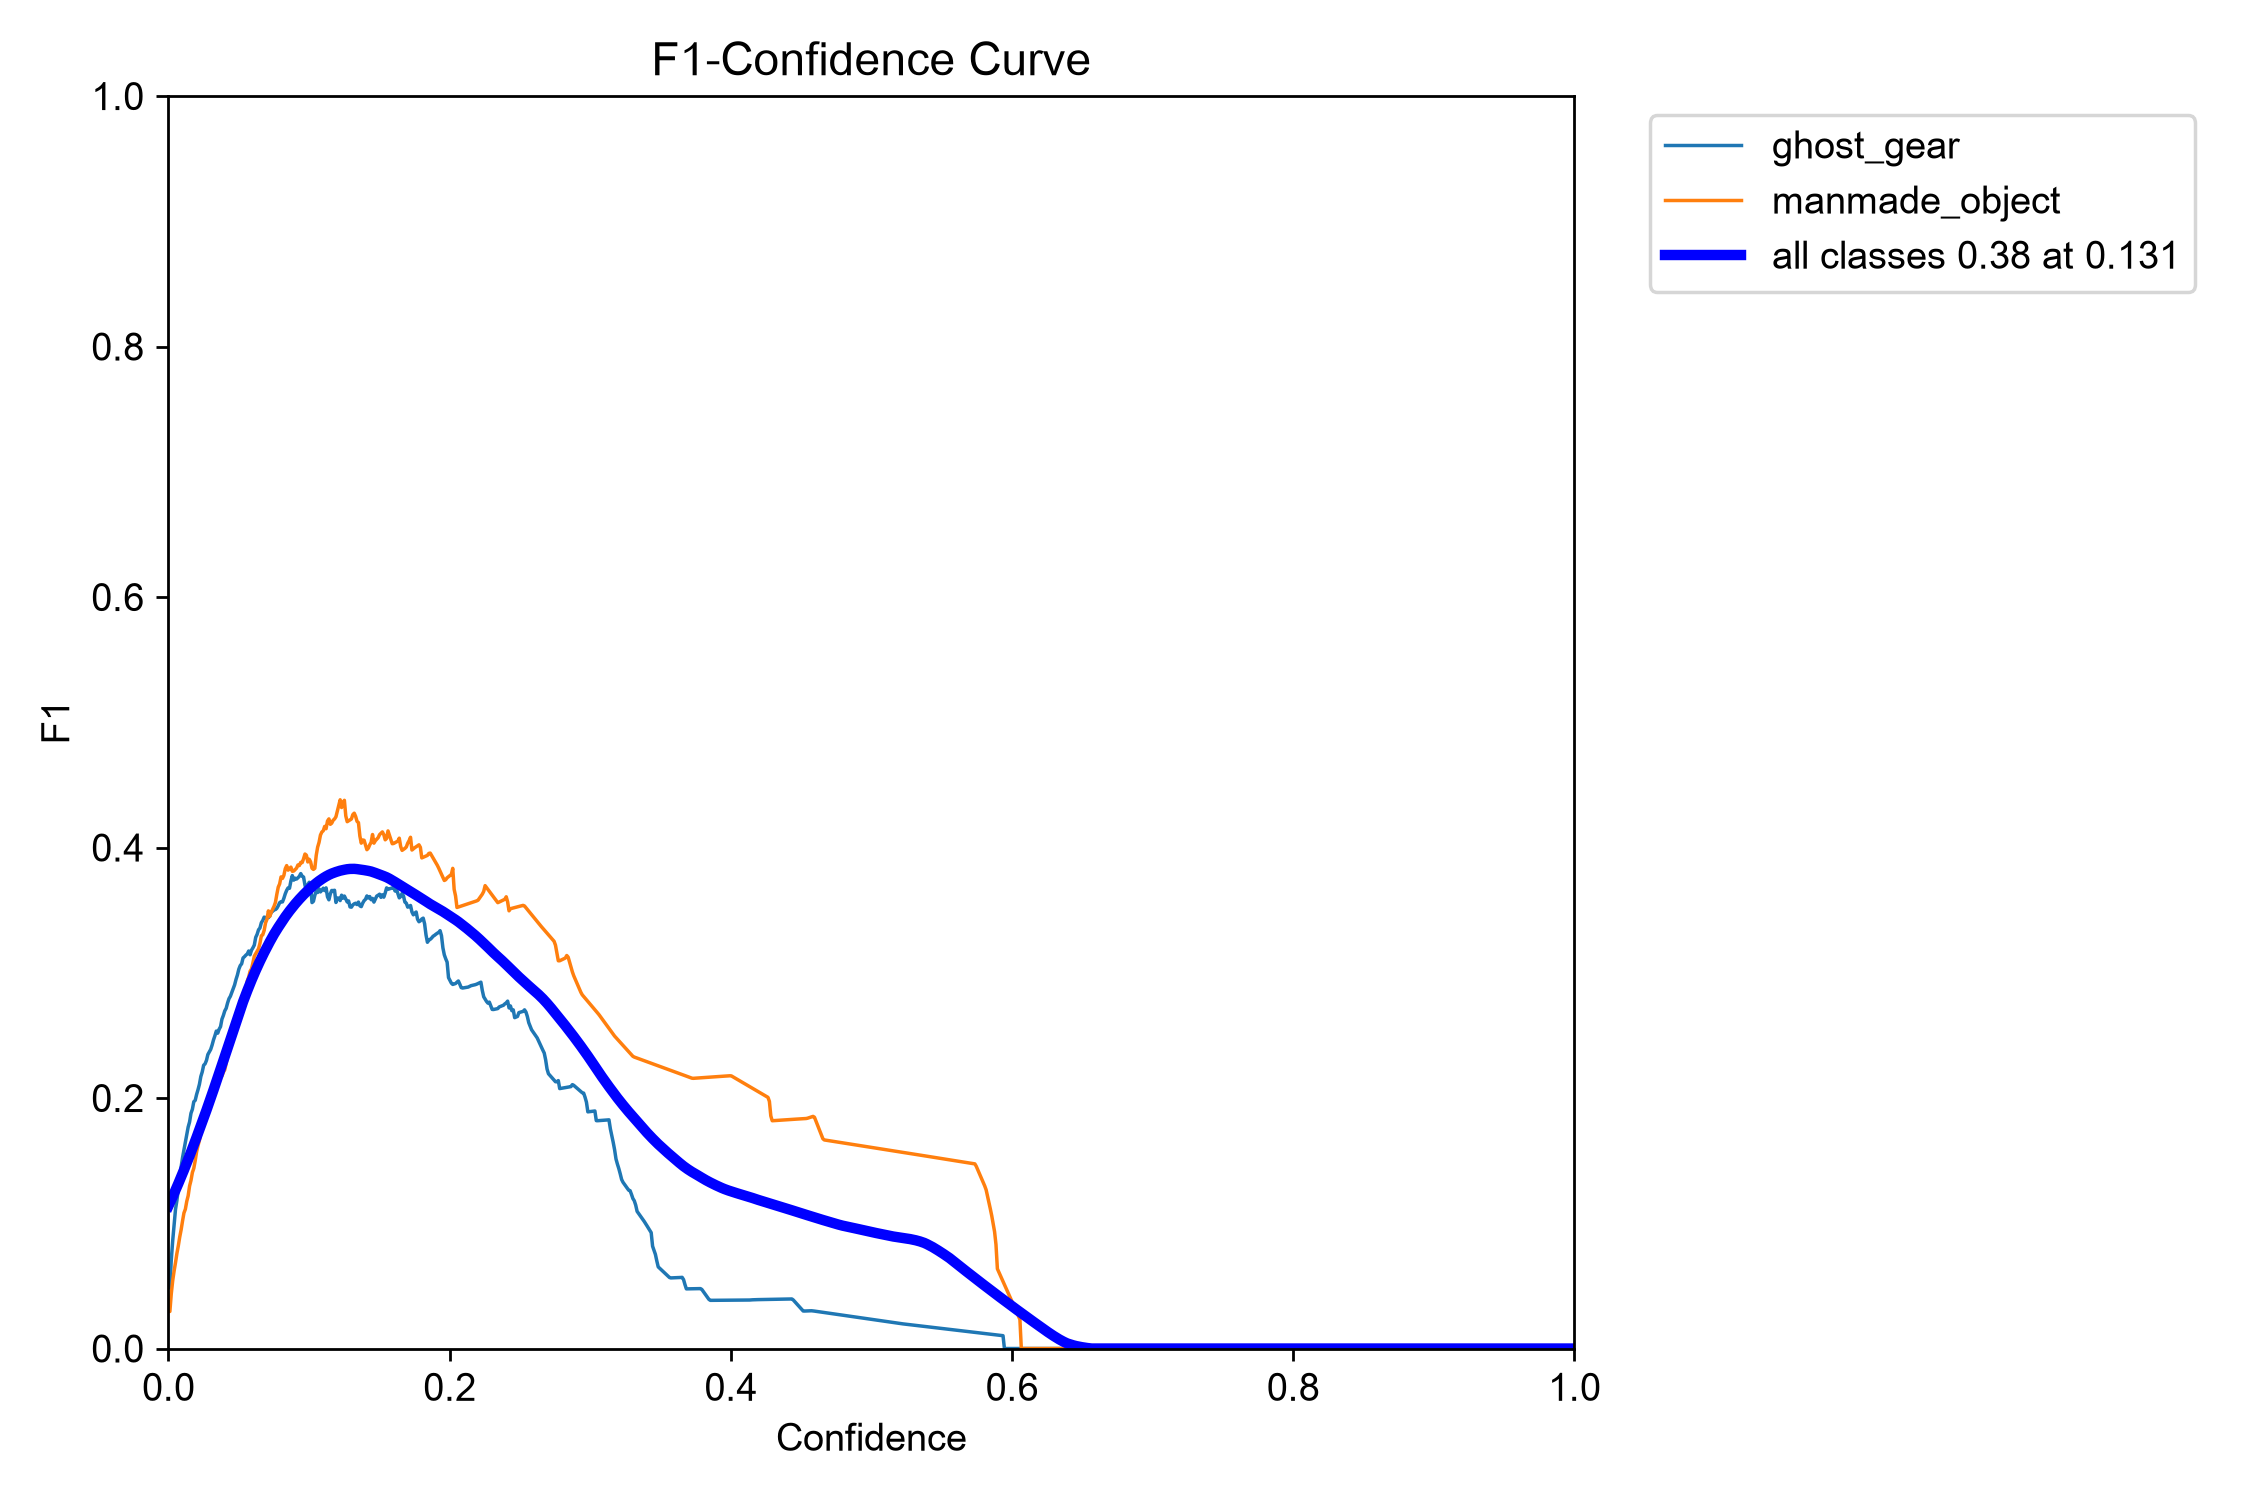 F1-Confidence Curve
1.0
0.8
0.6
0.4
0.2
0.0
F1
0.0 0.2 0.4 0.6 0.8 1.0
Confidence
ghost_gear
manmade_object
all classes 0.38 at 0.131